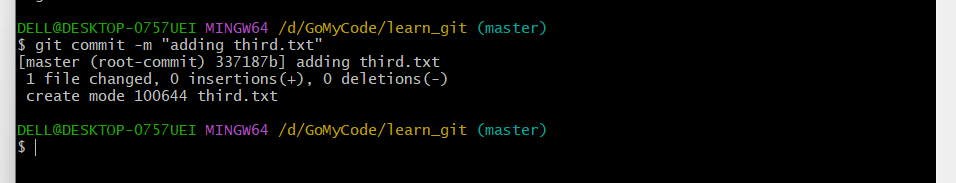 DELL@DESKTOP-0757UEI MINGW64 /d/GoMyCode/learn_git (master)
$ git commit -m "adding third.txt"
[master (root-commit) 337187b] adding third.txt
 1 file changed, 0 insertions(+), 0 deletions(-)
 create mode 100644 third.txt
DELL@DESKTOP-0757UEI MINGW64 /d/GoMyCode/learn_git (master)
$